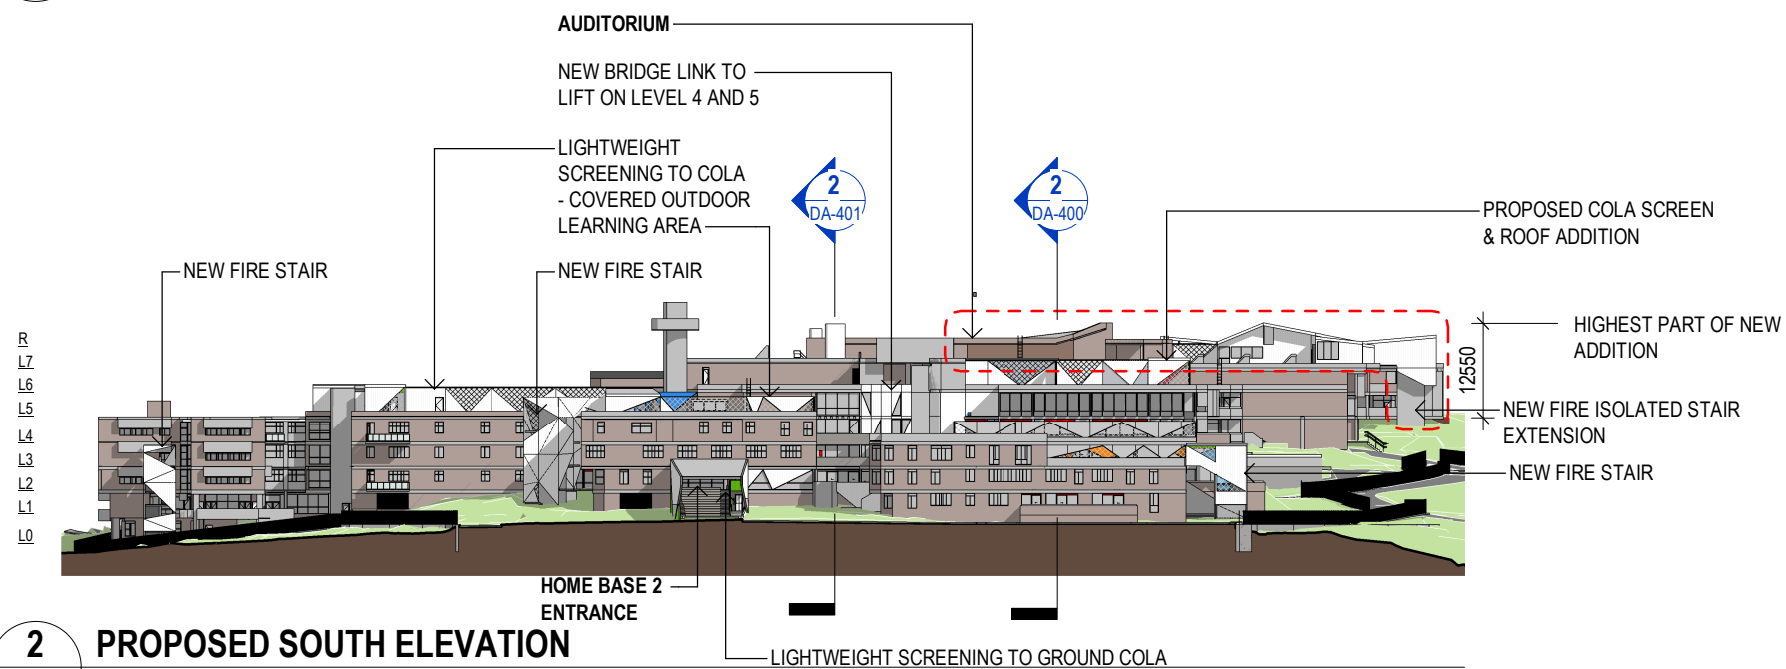 AUDITORIUM
NEW BRIDGE LINK TO
LIFT ON LEVEL 4 AND 5
LIGHTWEIGHT
SCREENING TO COLA
- COVERED OUTDOOR
LEARNING AREA
2
DA-401
2
DA-400
PROPOSED COLA SCREEN
& ROOF ADDITION
NEW FIRE STAIR
NEW FIRE STAIR
HIGHEST PART OF NEW
ADDITION
12550
R
L7
L6
L5
L4
L3
L2
L1
L0
NEW FIRE ISOLATED STAIR
EXTENSION
NEW FIRE STAIR
HOME BASE 2
ENTRANCE
2
PROPOSED SOUTH ELEVATION
LIGHTWEIGHT SCREENING TO GROUND COLA